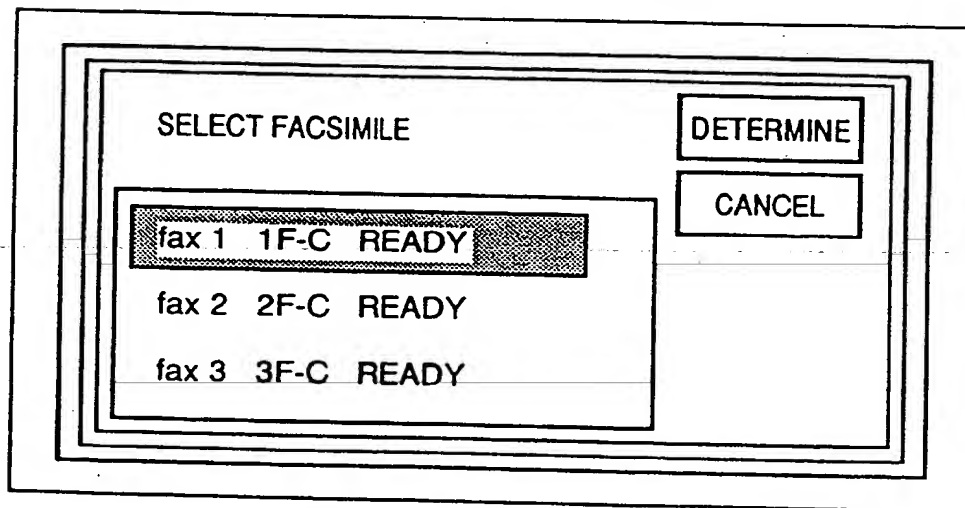 SELECT FACSIMILE
DETERMINE
CANCEL
fax 1 1F-C READY
fax 2 2F-C READY
fax 3 3F-C READY